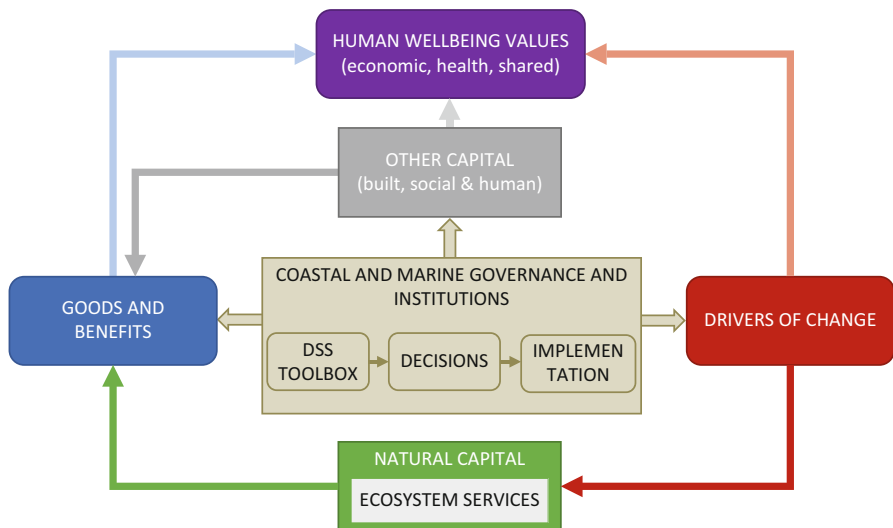 HUMAN WELLBEING VALUES
(economic, health, shared)
OTHER CAPITAL
(built, social & human)
COASTAL AND MARINE GOVERNANCE AND
INSTITUTIONS
GOODS AND
BENEFITS
DRIVERS OF CHANGE
DSS
TOOLBOX
DECISIONS
IMPLEMEN
TATION
NATURAL CAPITAL
ECOSYSTEM SERVICES